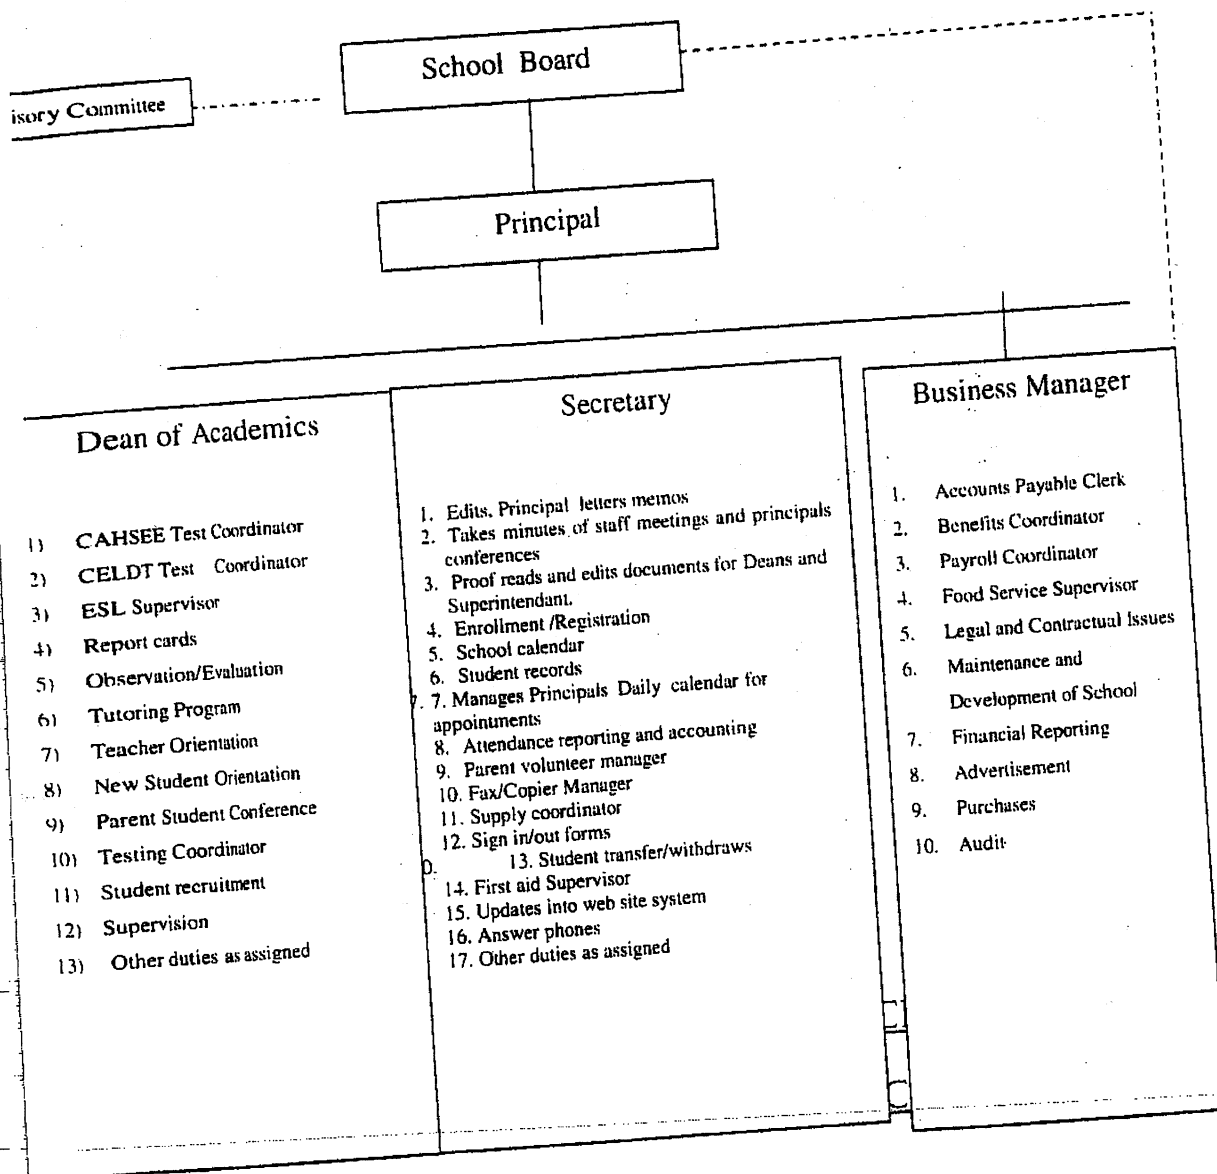 School Board
isory Committee
Principal
Dean of Academics
1) CAHSEE Test Coordinator
2) CELDT Test Coordinator
3) ESL Supervisor
4) Report cards
5) Observation/Evaluation
6) Tutoring Program
7) Teacher Orientation
8) New Student Orientation
9) Parent Student Conference
10) Testing Coordinator
11) Student recruitment
12) Supervision
13) Other duties as assigned
Secretary
1. Edits, Principal letters memos
2. Takes minutes of staff meetings and principals
conferences
3. Proof reads and edits documents for Deans and
Superintendant.
4. Enrollment /Registration
5. School calendar
6. Student records
7. 7. Manages Principals Daily calendar for
appointments
8. Attendance reporting and accounting
9. Parent volunteer manager
10. Fax/Copier Manager
11. Supply coordinator
12. Sign in/out forms
0. 13. Student transfer/withdraws
14. First aid Supervisor
15. Updates into web site system
16. Answer phones
17. Other duties as assigned
Business Manager
1. Accounts Payable Clerk
2. Benefits Coordinator
3. Payroll Coordinator
4. Food Service Supervisor
5. Legal and Contractual Issues
6. Maintenance and
Development of School
7. Financial Reporting
8. Advertisement
9. Purchases
10. Audit